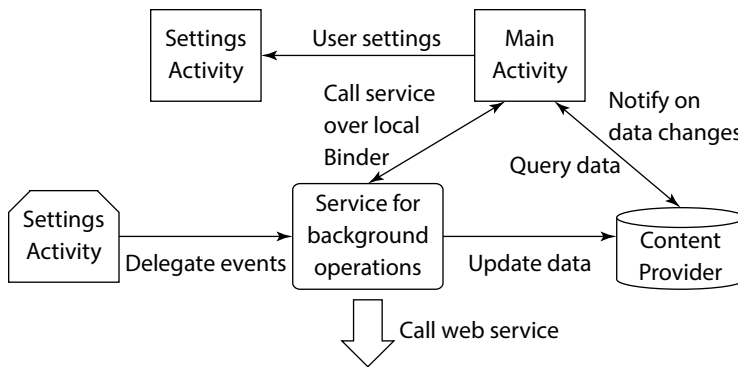 Settings
Activity
User settings
Main
Activity
Call service
over local
Binder
Notify on
data changes
Query data
Settings
Activity
Delegate events
Service for
background
operations
Update data
Content
Provider
Call web service